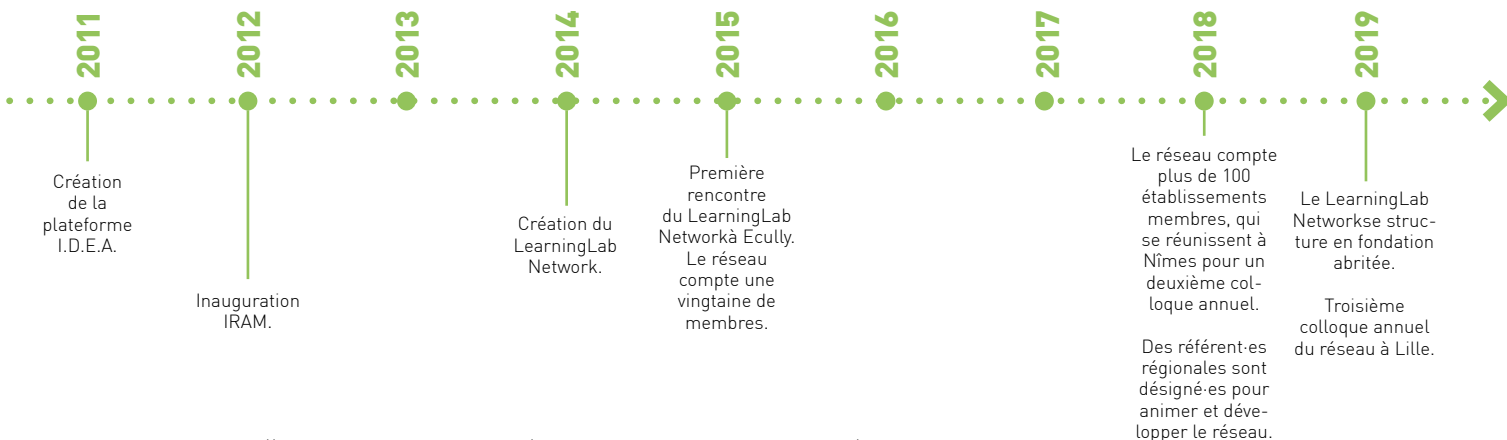 2011
2012
2013
2014
2015
2016
2017
2018
2019
Création
de la
plateforme
I.D.E.A.
Inauguration
IRAM.
Création du
LearningLab
Network.
Première
rencontre
du LearningLab
Networkà Ecully.
Le réseau
compte une
vingtaine de
membres.
Le réseau compte
plus de 100
établissements
membres, qui
se réunissent à
Nîmes pour un
deuxième col-
loque annuel.
Des référent·es
régionales sont
désigné·es pour
animer et déve-
lopper le réseau.
Le LearningLab
Networkse struc-
ture en fondation
abritée.
Troisième
colloque annuel
du réseau à Lille.